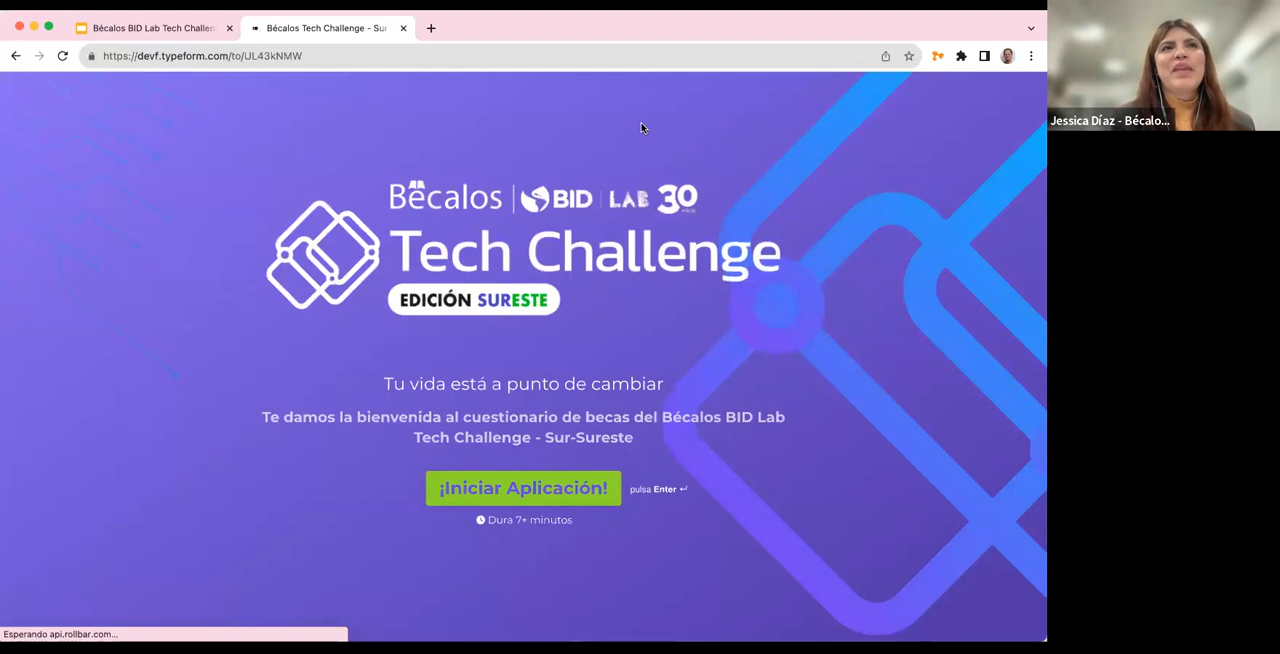 Bécalos BID Lab Tech Challen
Bécalos Tech Challenge - Sur
https://devf.typeform.com/to/UL43kNMW
Jessica Díaz - Bécalo...
Bécalos BID LAB 30
Tech Challenge
EDICIÓN SURESTE
Tu vida está a punto de cambiar
Te damos la bienvenida al cuestionario de becas del Bécalos BID Lab
Tech Challenge - Sur-Sureste
¡Iniciar Aplicación! pulsa Enter ↵
Dura 7+ minutos
Esperando api.rollbar.com...